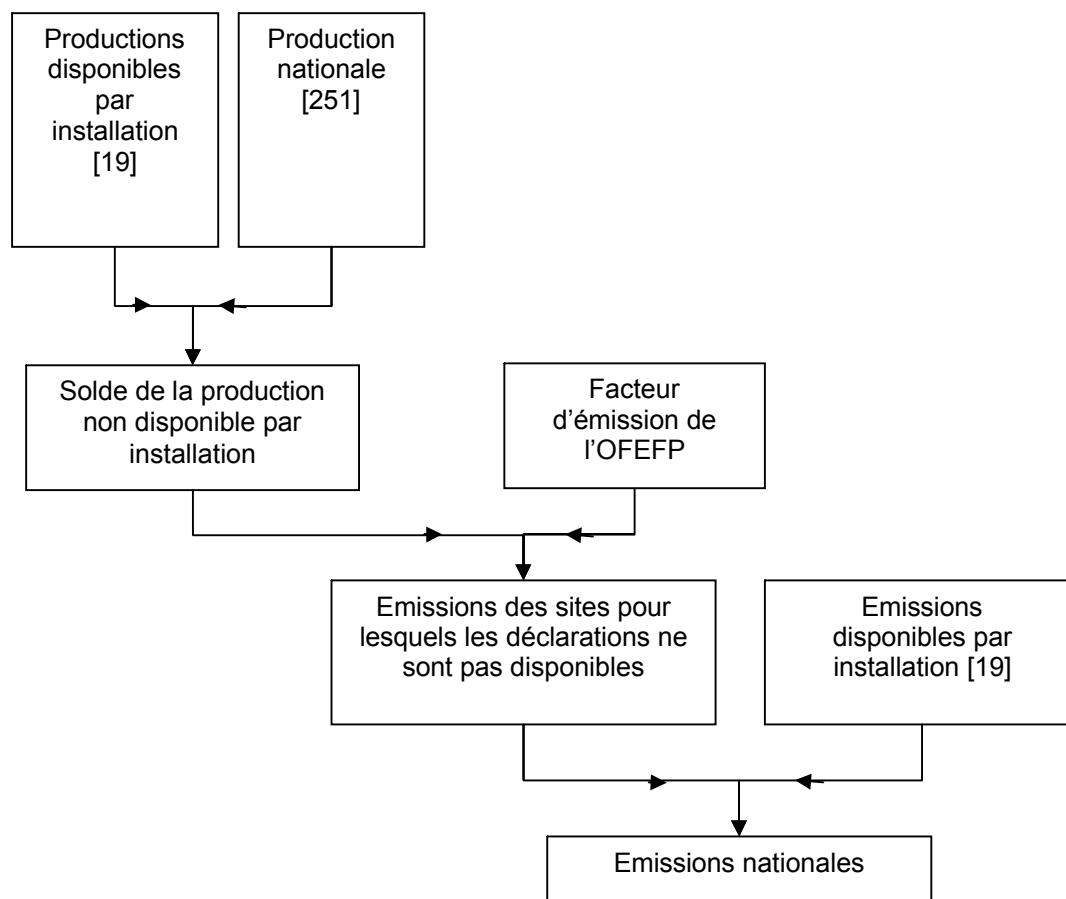 Productions
disponibles
par
installation
[19]
Production
nationale
[251]
Solde de la production
non disponible par
installation
Facteur
d’émission de
l’OFEFP
Emissions des sites pour
lesquels les déclarations ne
sont pas disponibles
Emissions
disponibles par
installation [19]
Emissions nationales